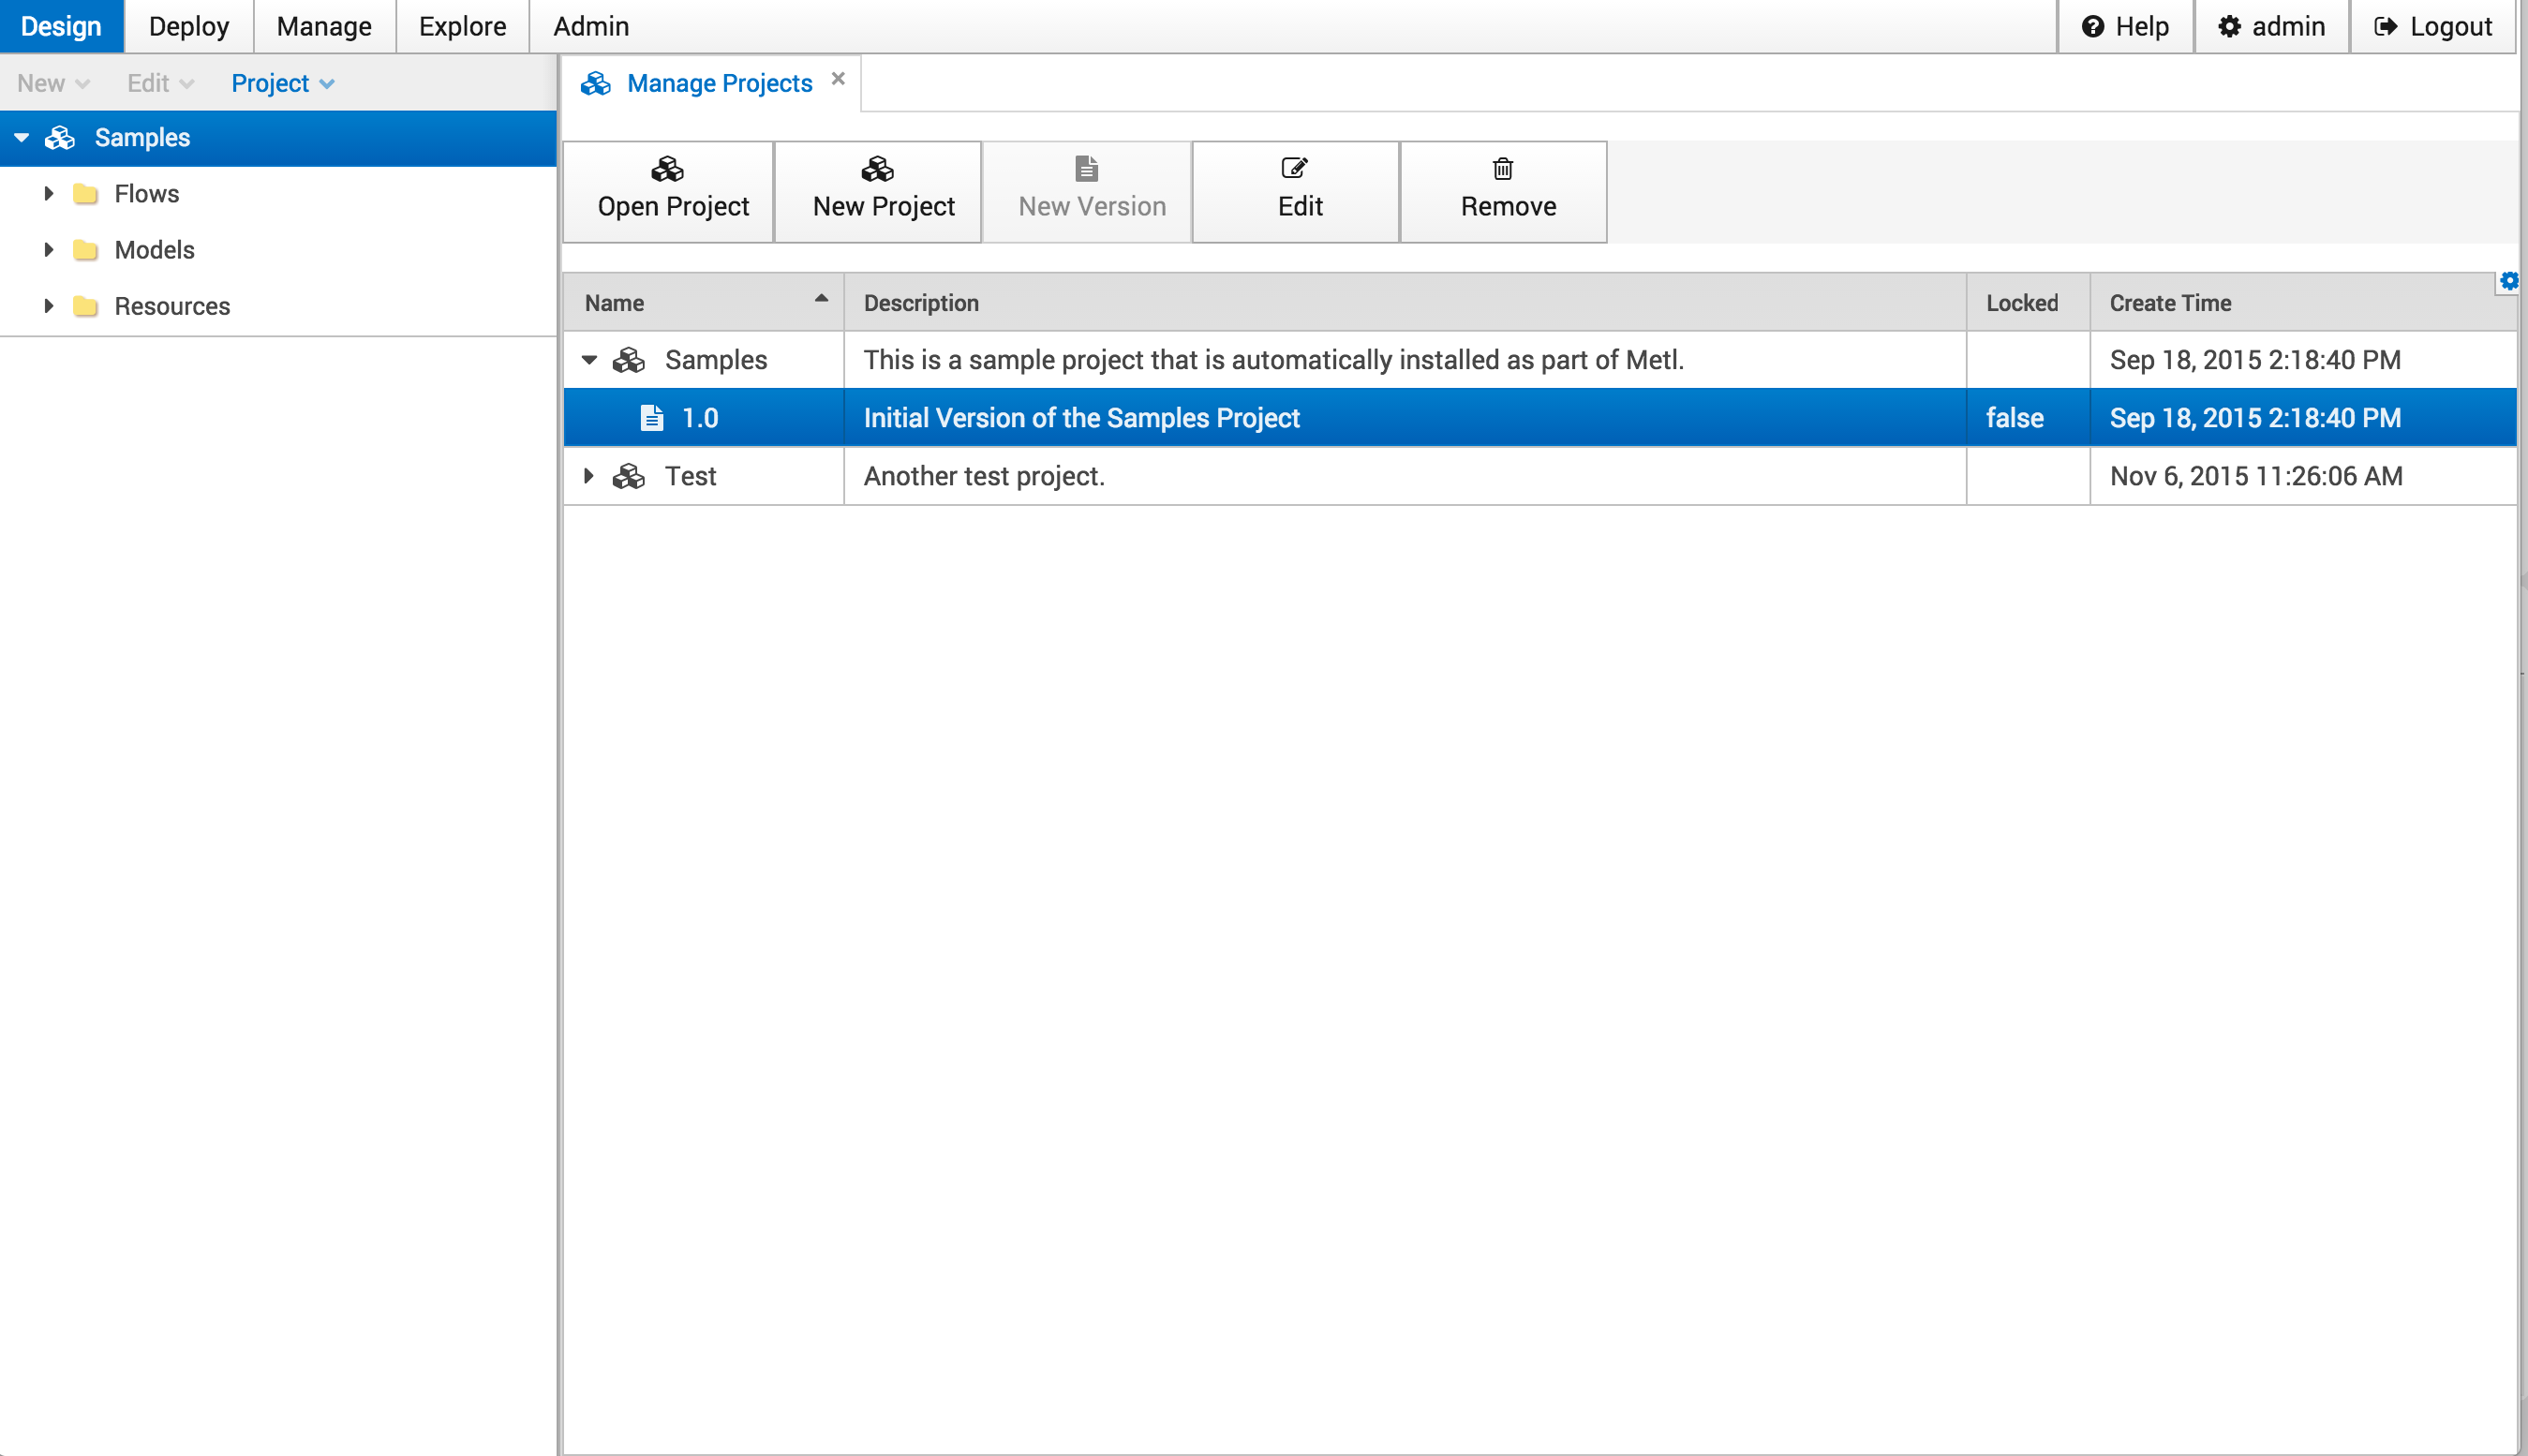 Design Deploy Manage Explore Admin Help admin Logout
New Edit Project
Manage Projects
Samples
Flows
Models
Resources
Open Project New Project New Version Edit Remove
Name Description Locked Create Time
Samples This is a sample project that is automatically installed as part of Metl. Sep 18, 2015 2:18:40 PM
1.0 Initial Version of the Samples Project false Sep 18, 2015 2:18:40 PM
Test Another test project. Nov 6, 2015 11:26:06 AM